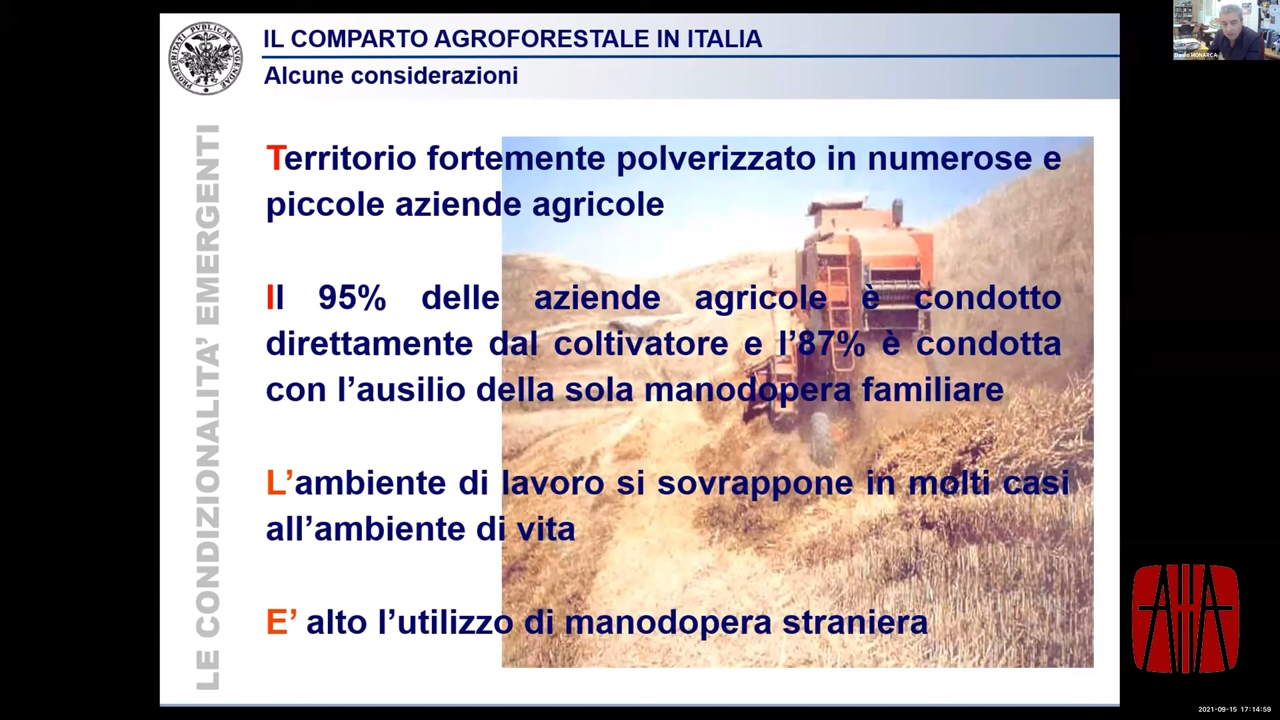 IL COMPARTO AGROFORESTALE IN ITALIA
Alcune considerazioni
LE CONDIZIONALITA' EMERGENTI
Territorio fortemente polverizzato in numerose e
piccole aziende agricole
Il 95% delle aziende agricole è condotto
direttamente dal coltivatore e l'87% è condotta
con l'ausilio della sola manodopera familiare
L'ambiente di lavoro si sovrappone in molti casi
all'ambiente di vita
E' alto l'utilizzo di manodopera straniera
Danilo MONARCA
AIIA
2021-09-15 17:14:59